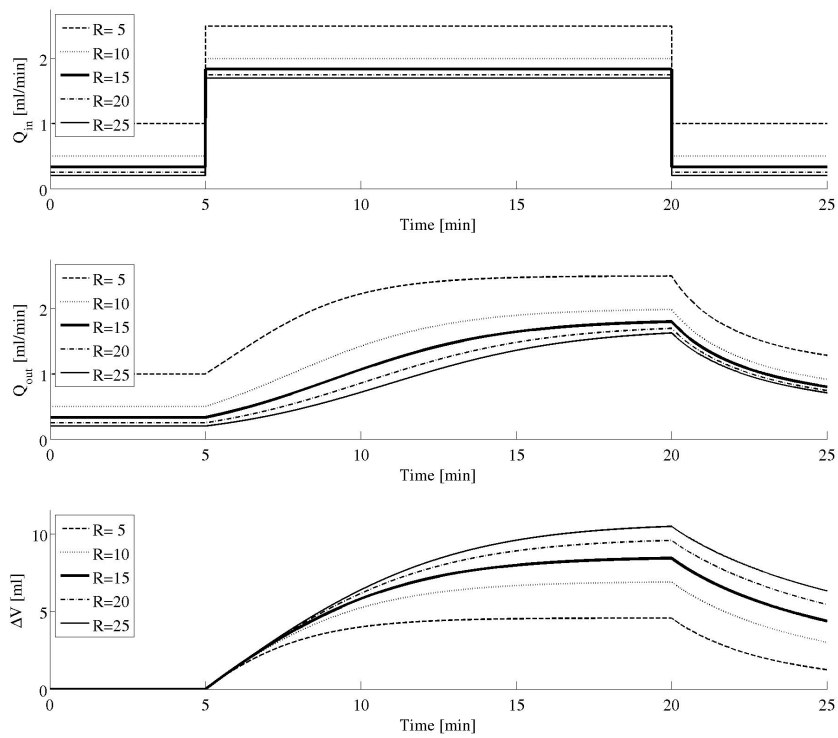 R= 5
R=10
R=15
R=20
R=25
Q_in [ml/min]
2
1
0
0 5 10 15 20 25
Time [min]
R= 5
R=10
R=15
R=20
R=25
Q_out [ml/min]
2
1
0
0 5 10 15 20 25
Time [min]
R= 5
R=10
R=15
R=20
R=25
ΔV [ml]
10
5
0
0 5 10 15 20 25
Time [min]